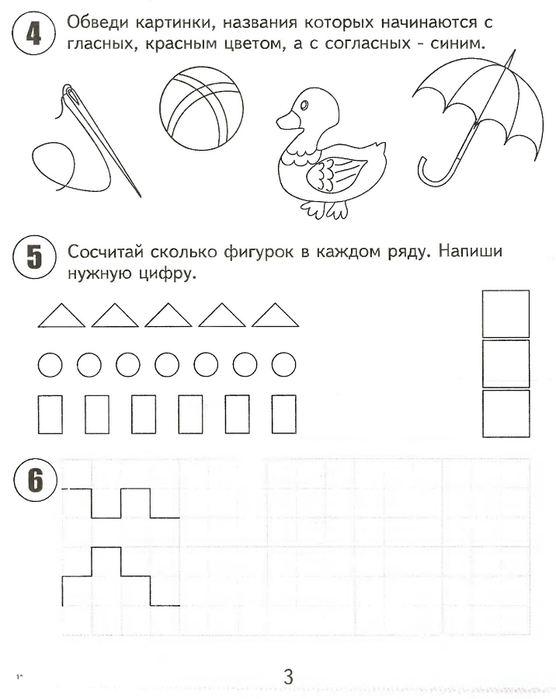 4 Обведи картинки, названия которых начинаются с
гласных, красным цветом, а с согласных - синим.
5 Сосчитай сколько фигурок в каждом ряду. Напиши
нужную цифру.
6
1*
3